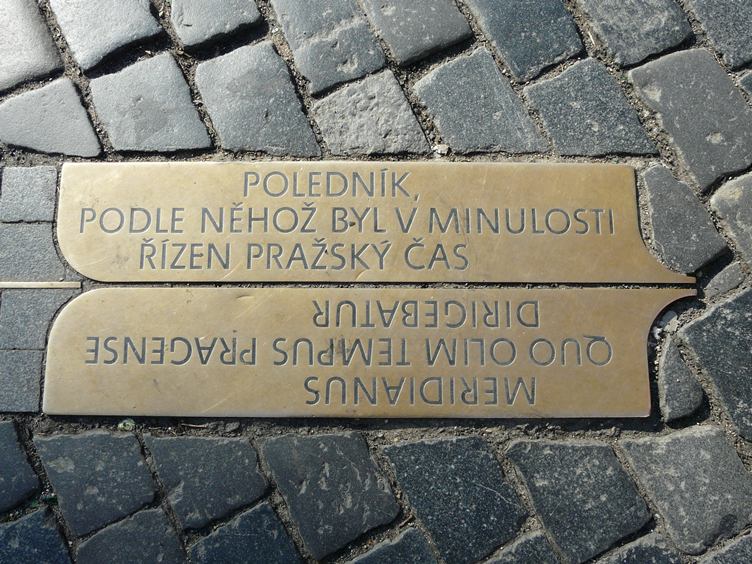 POLEDNÍK,
PODLE NĚHOŽ BYL V MINULOSTI
ŘÍZEN PRAŽSKÝ ČAS
MERIDIANUS
QUO OLIM TEMPUS PRAGENSE
DIRIGEBATUR